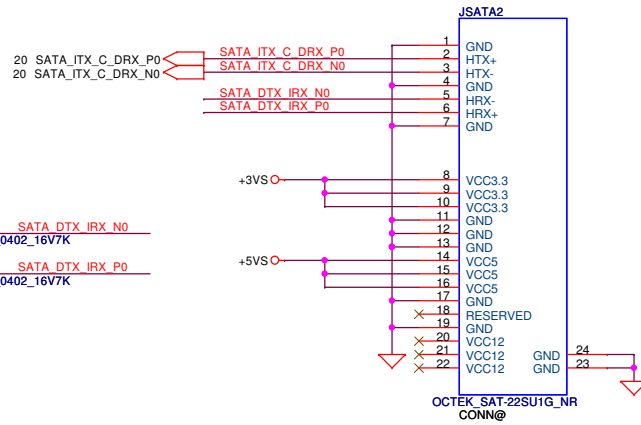 JSATA2
1 GND
20 SATA_ITX_C_DRX_P0 SATA_ITX_C_DRX_P0 2 HTX+
20 SATA_ITX_C_DRX_N0 SATA_ITX_C_DRX_N0 3 HTX-
4 GND
SATA_DTX_IRX_N0 5 HRX-
SATA_DTX_IRX_P0 6 HRX+
7 GND
+3VS 8 VCC3.3
9 VCC3.3
10 VCC3.3
11 GND
SATA_DTX_IRX_N0 12 GND
0402_16V7K 13 GND
+5VS 14 VCC5
SATA_DTX_IRX_P0 15 VCC5
0402_16V7K 16 VCC5
17 GND
18 RESERVED
19 GND
20 VCC12
21 VCC12 GND 24
22 VCC12 GND 23
OCTEK_SAT-22SU1G_NR
CONN@